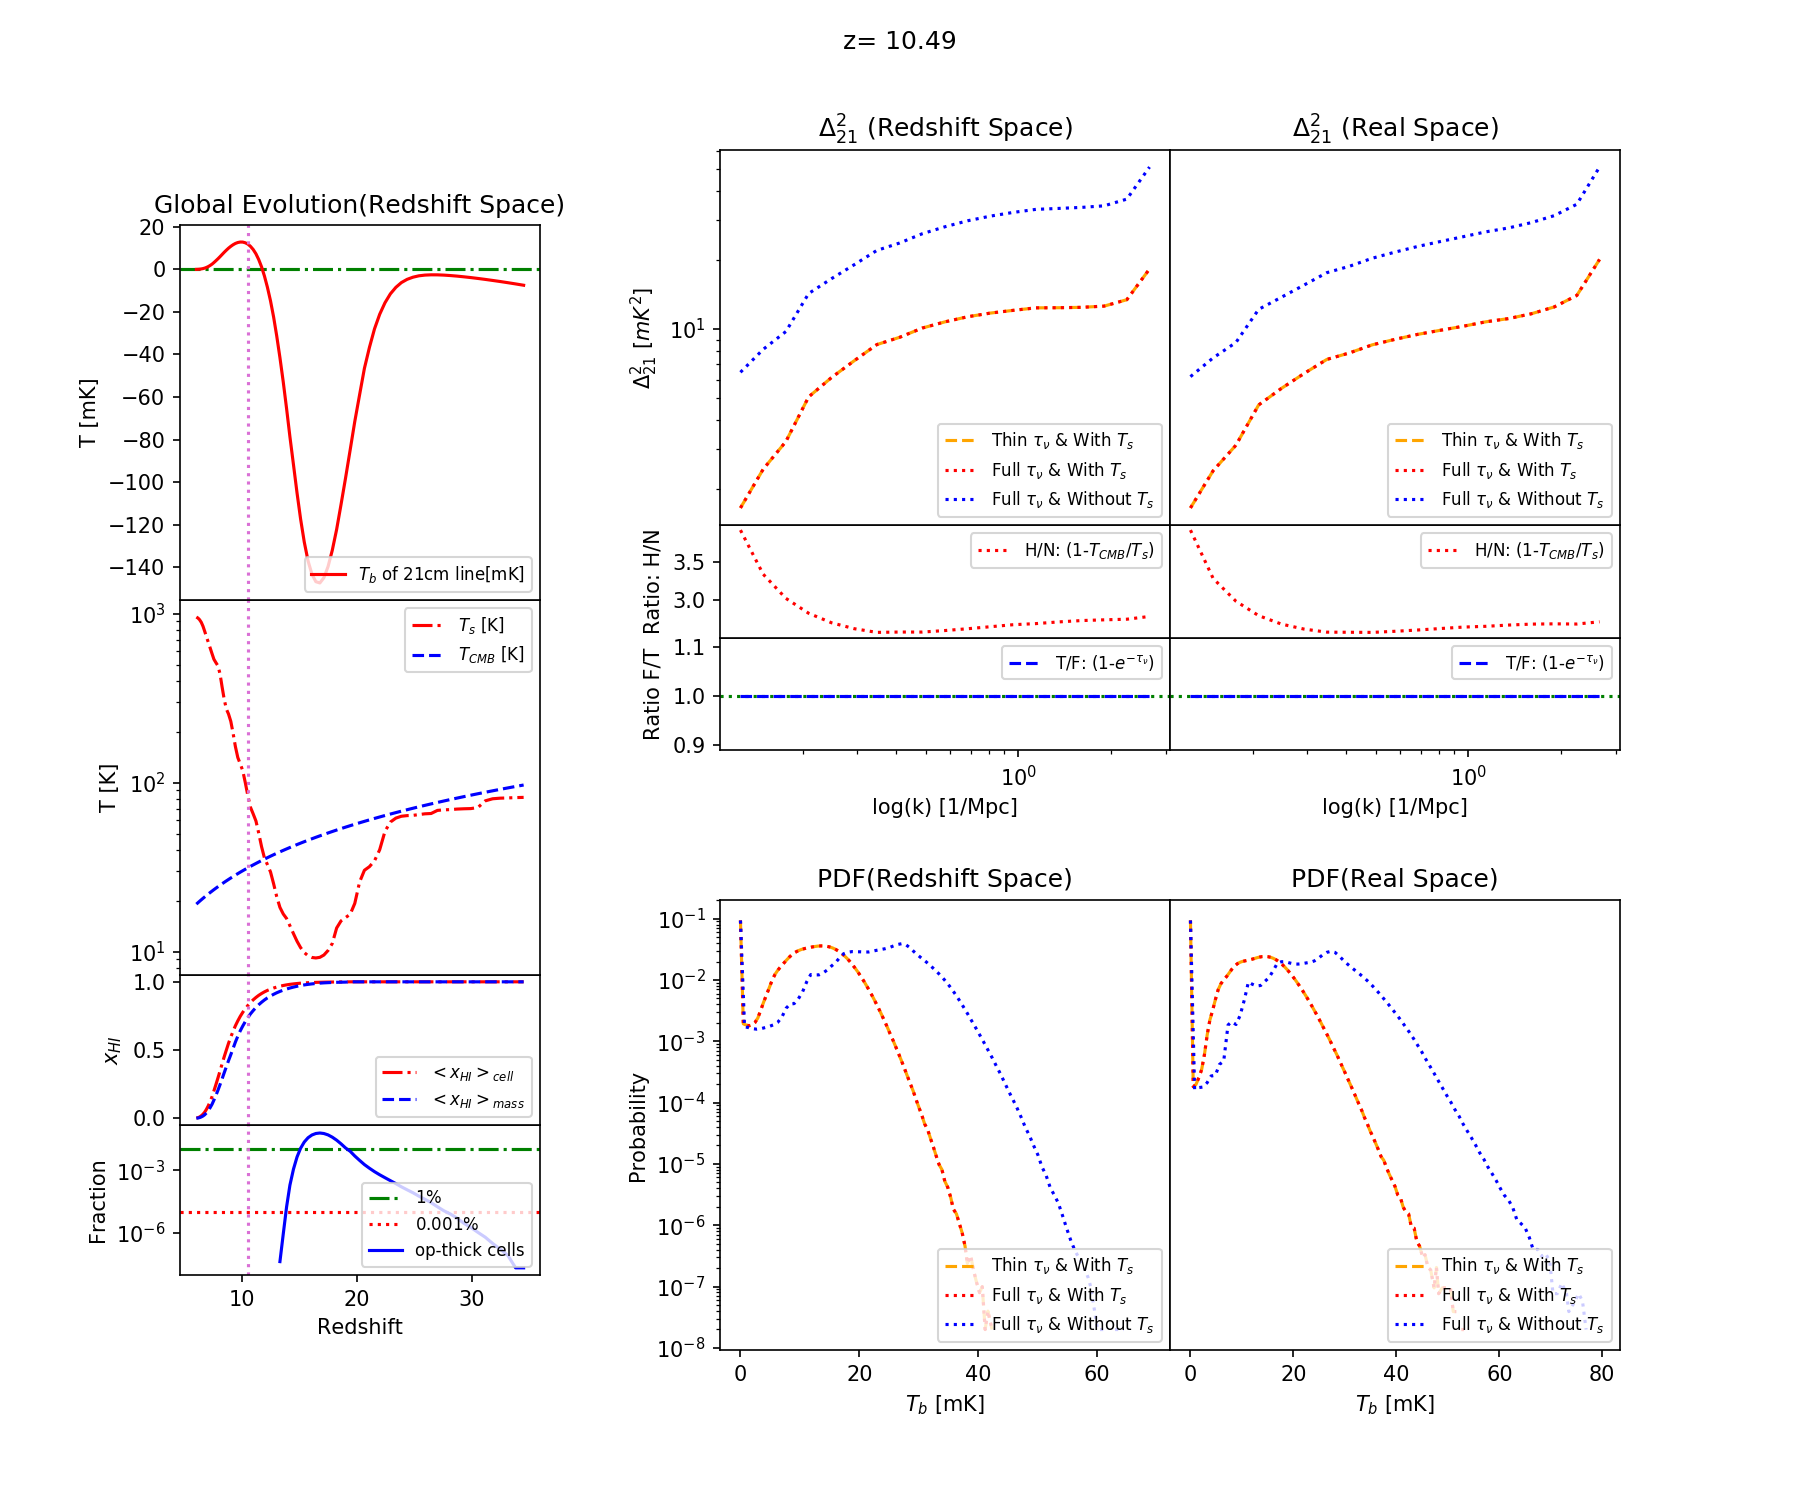 z= 10.49
Global Evolution(Redshift Space)
20
0
−20
−40
−60
−80
−100
−120
−140
T [mK]
T_b of 21cm line[mK]
10^3
10^2
10^1
T [K]
T_s [K]
T_CMB [K]
1.0
0.5
0.0
x_HI
< x_HI >_cell
< x_HI >_mass
10^−3
10^−6
Fraction
1%
0.001%
op-thick cells
10 20 30
Redshift
Δ^2_21 (Redshift Space)
Δ^2_21 (Real Space)
10^1
Δ^2_21 [mK^2]
Thin τ_ν & With T_s
Full τ_ν & With T_s
Full τ_ν & Without T_s
Thin τ_ν & With T_s
Full τ_ν & With T_s
Full τ_ν & Without T_s
3.5
3.0
Ratio: H/N
H/N: (1-T_CMB/T_s)
H/N: (1-T_CMB/T_s)
1.1
1.0
0.9
Ratio F/T
T/F: (1-e^−τ_ν)
T/F: (1-e^−τ_ν)
10^0
10^0
log(k) [1/Mpc]
log(k) [1/Mpc]
PDF(Redshift Space)
PDF(Real Space)
10^−1
10^−2
10^−3
10^−4
10^−5
10^−6
10^−7
10^−8
Probability
Thin τ_ν & With T_s
Full τ_ν & With T_s
Full τ_ν & Without T_s
Thin τ_ν & With T_s
Full τ_ν & With T_s
Full τ_ν & Without T_s
0 20 40 60
0 20 40 60 80
T_b [mK]
T_b [mK]